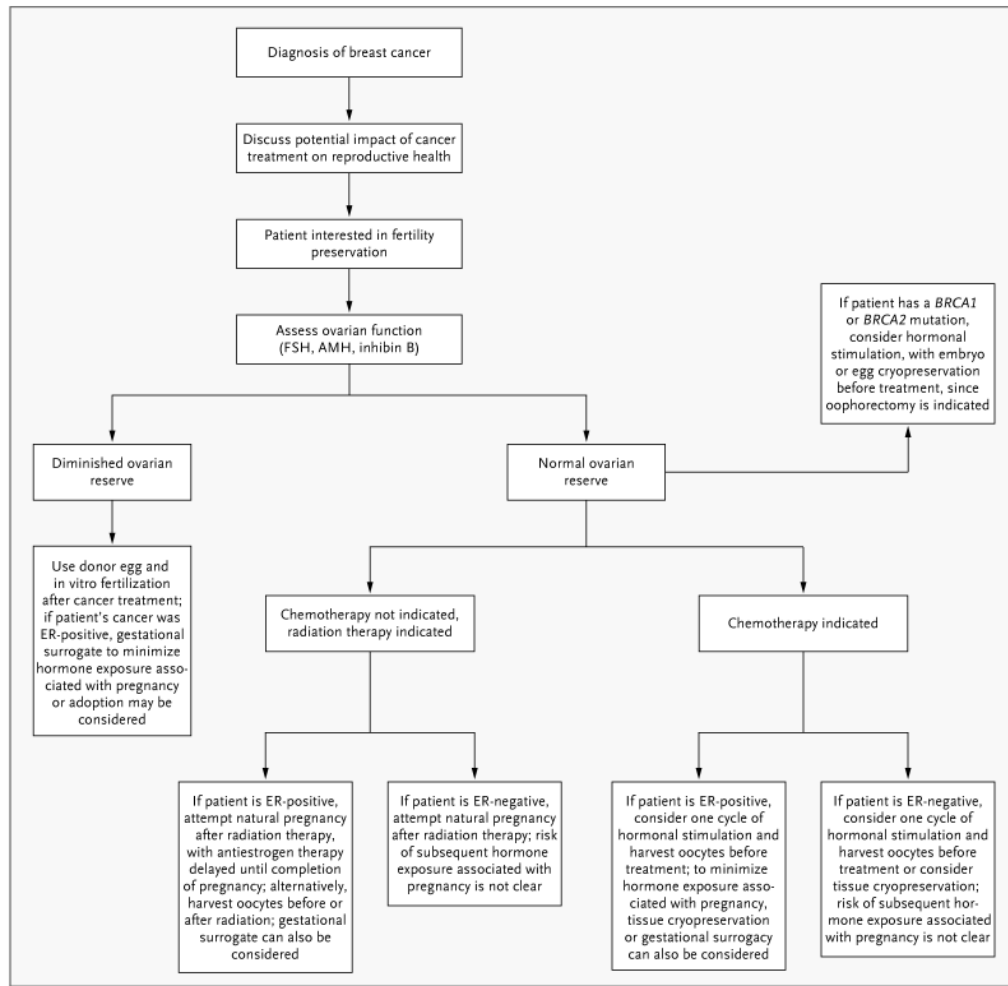 Diagnosis of breast cancer
Discuss potential impact of cancer
treatment on reproductive health
Patient interested in fertility
preservation
Assess ovarian function
(FSH, AMH, inhibin B)
If patient has a BRCA1
or BRCA2 mutation,
consider hormonal
stimulation, with embryo
or egg cryopreservation
before treatment, since
oophorectomy is indicated
Diminished ovarian
reserve
Normal ovarian
reserve
Use donor egg and
in vitro fertilization
after cancer treatment;
if patient's cancer was
ER-positive, gestational
surrogate to minimize
hormone exposure asso-
ciated with pregnancy
or adoption may be
considered
Chemotherapy not indicated,
radiation therapy indicated
Chemotherapy indicated
If patient is ER-positive,
attempt natural pregnancy
after radiation therapy,
with antiestrogen therapy
delayed until completion
of pregnancy; alternatively,
harvest oocytes before or
after radiation; gestational
surrogate can also be
considered
If patient is ER-negative,
attempt natural pregnancy
after radiation therapy; risk
of subsequent hormone
exposure associated with
pregnancy is not clear
If patient is ER-positive,
consider one cycle of
hormonal stimulation and
harvest oocytes before
treatment; to minimize
hormone exposure asso-
ciated with pregnancy,
tissue cryopreservation
or gestational surrogacy
can also be considered
If patient is ER-negative,
consider one cycle of
hormonal stimulation and
harvest oocytes before
treatment or consider
tissue cryopreservation;
risk of subsequent hor-
mone exposure associated
with pregnancy is not clear